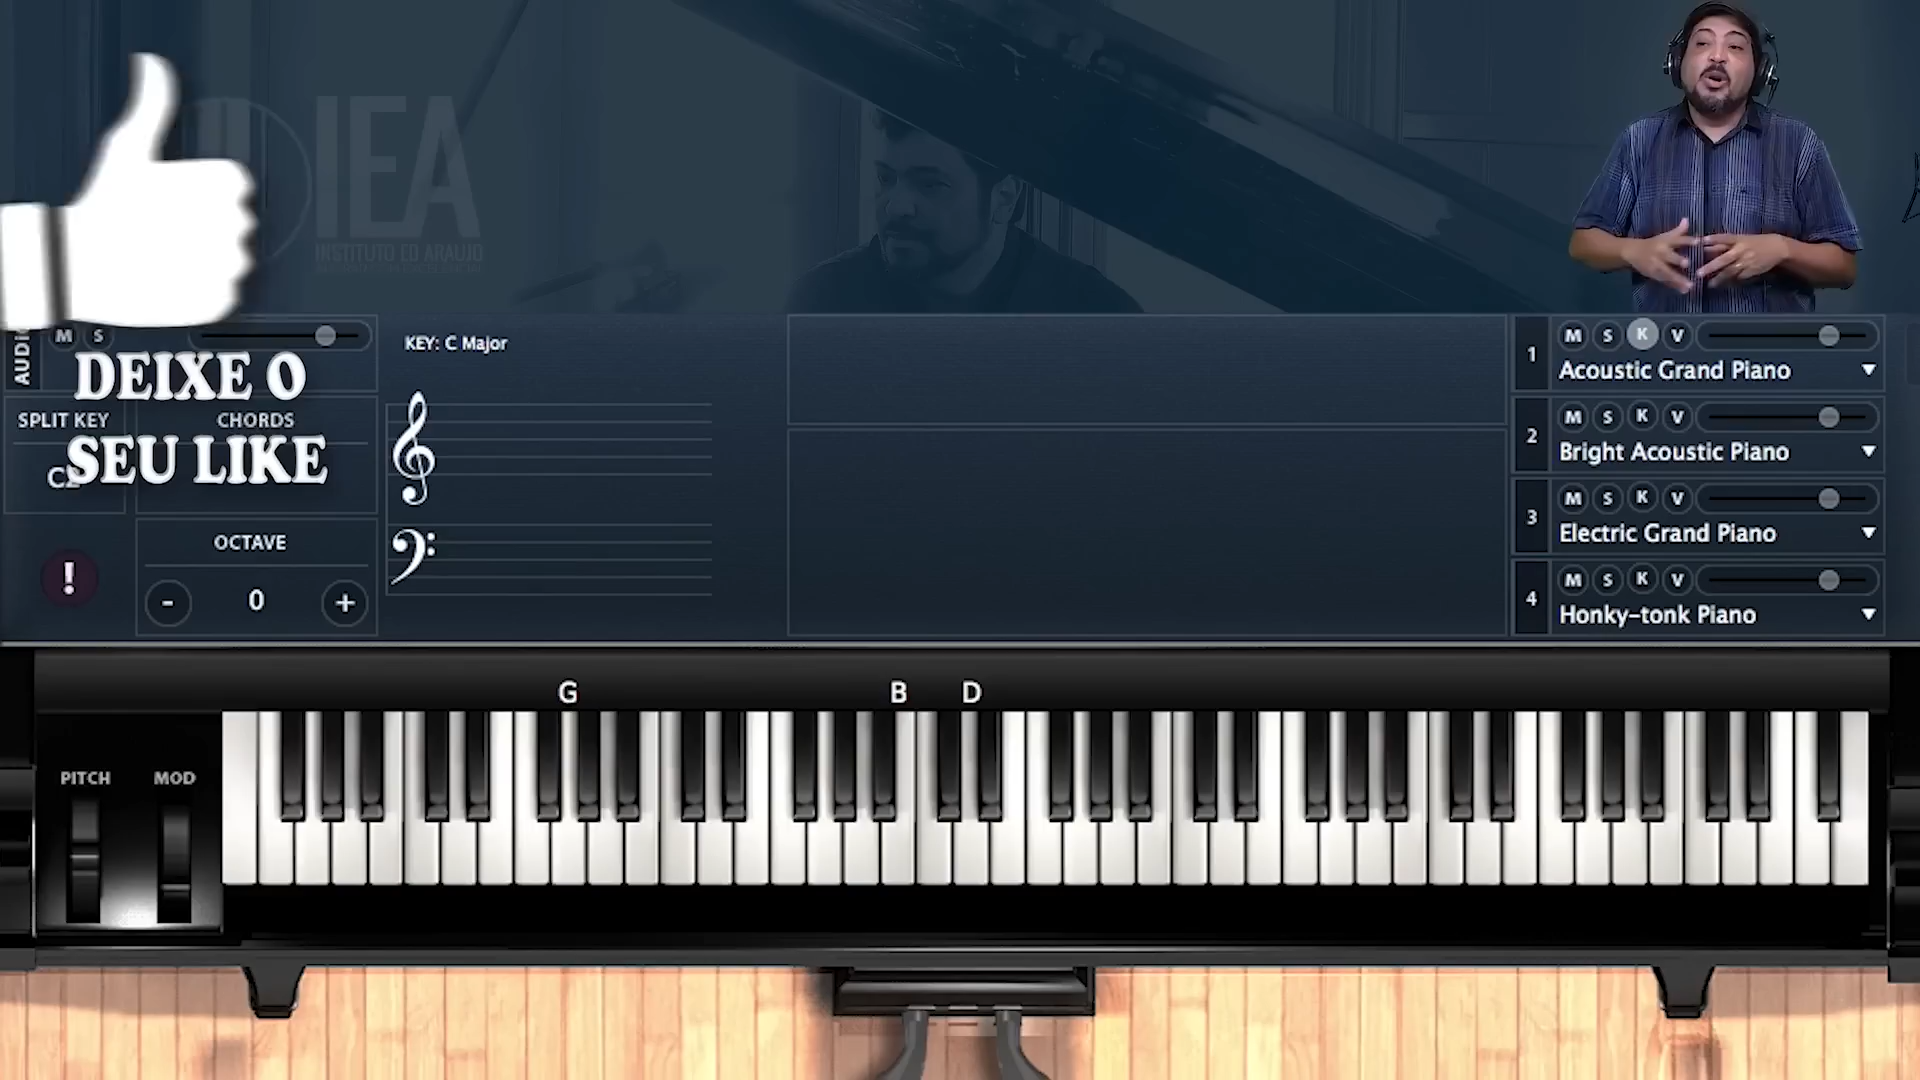 IEA
INSTITUTO ED ARAUJO
AUDIO
M S
DEIXE O
SEU LIKE
SPLIT KEY
CHORDS
OCTAVE
- 0 +
!
KEY: C Major
1
M S K V
Acoustic Grand Piano
2
M S K V
Bright Acoustic Piano
3
M S K V
Electric Grand Piano
4
M S K V
Honky-tonk Piano
G B D
PITCH MOD